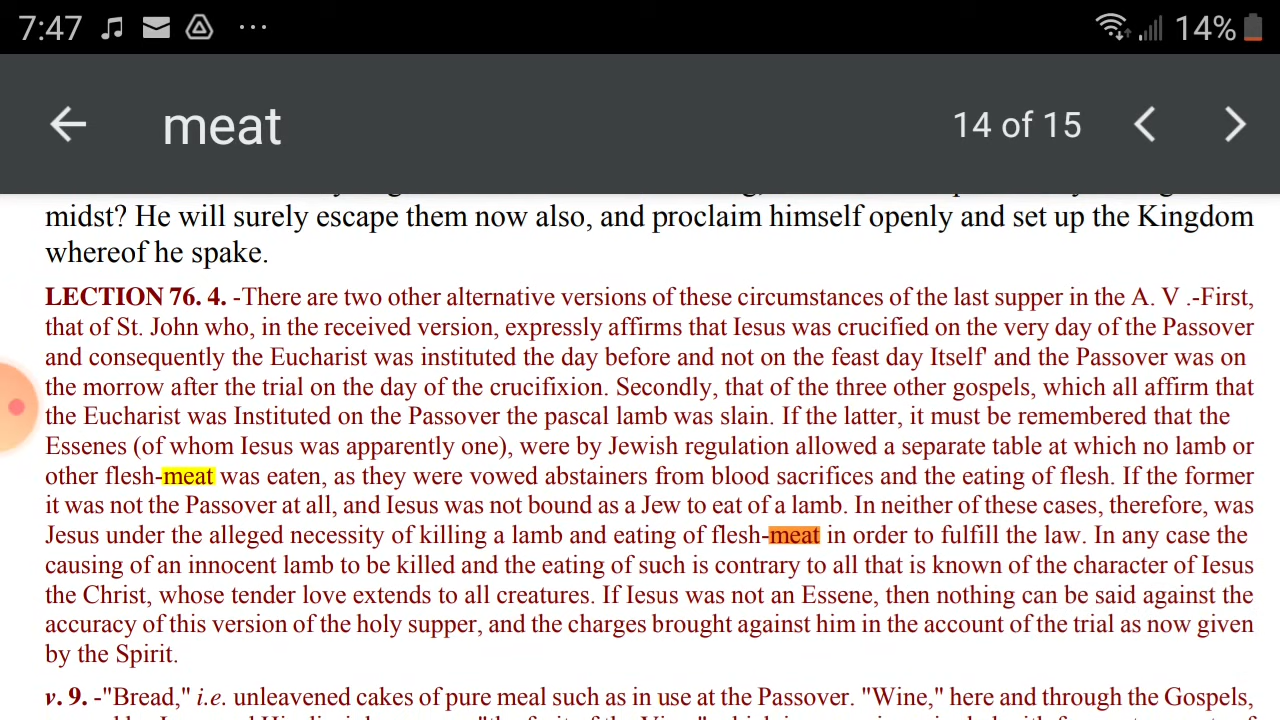 7:47 ... 14%
meat 14 of 15
midst? He will surely escape them now also, and proclaim himself openly and set up the Kingdom
whereof he spake.
LECTION 76. 4. -There are two other alternative versions of these circumstances of the last supper in the A. V .-First,
that of St. John who, in the received version, expressly affirms that Iesus was crucified on the very day of the Passover
and consequently the Eucharist was instituted the day before and not on the feast day Itself' and the Passover was on
the morrow after the trial on the day of the crucifixion. Secondly, that of the three other gospels, which all affirm that
the Eucharist was Instituted on the Passover the pascal lamb was slain. If the latter, it must be remembered that the
Essenes (of whom Iesus was apparently one), were by Jewish regulation allowed a separate table at which no lamb or
other flesh-meat was eaten, as they were vowed abstainers from blood sacrifices and the eating of flesh. If the former
it was not the Passover at all, and Iesus was not bound as a Jew to eat of a lamb. In neither of these cases, therefore, was
Jesus under the alleged necessity of killing a lamb and eating of flesh-meat in order to fulfill the law. In any case the
causing of an innocent lamb to be killed and the eating of such is contrary to all that is known of the character of Iesus
the Christ, whose tender love extends to all creatures. If Iesus was not an Essene, then nothing can be said against the
accuracy of this version of the holy supper, and the charges brought against him in the account of the trial as now given
by the Spirit.
v. 9. -"Bread," i.e. unleavened cakes of pure meal such as in use at the Passover. "Wine," here and through the Gospels,